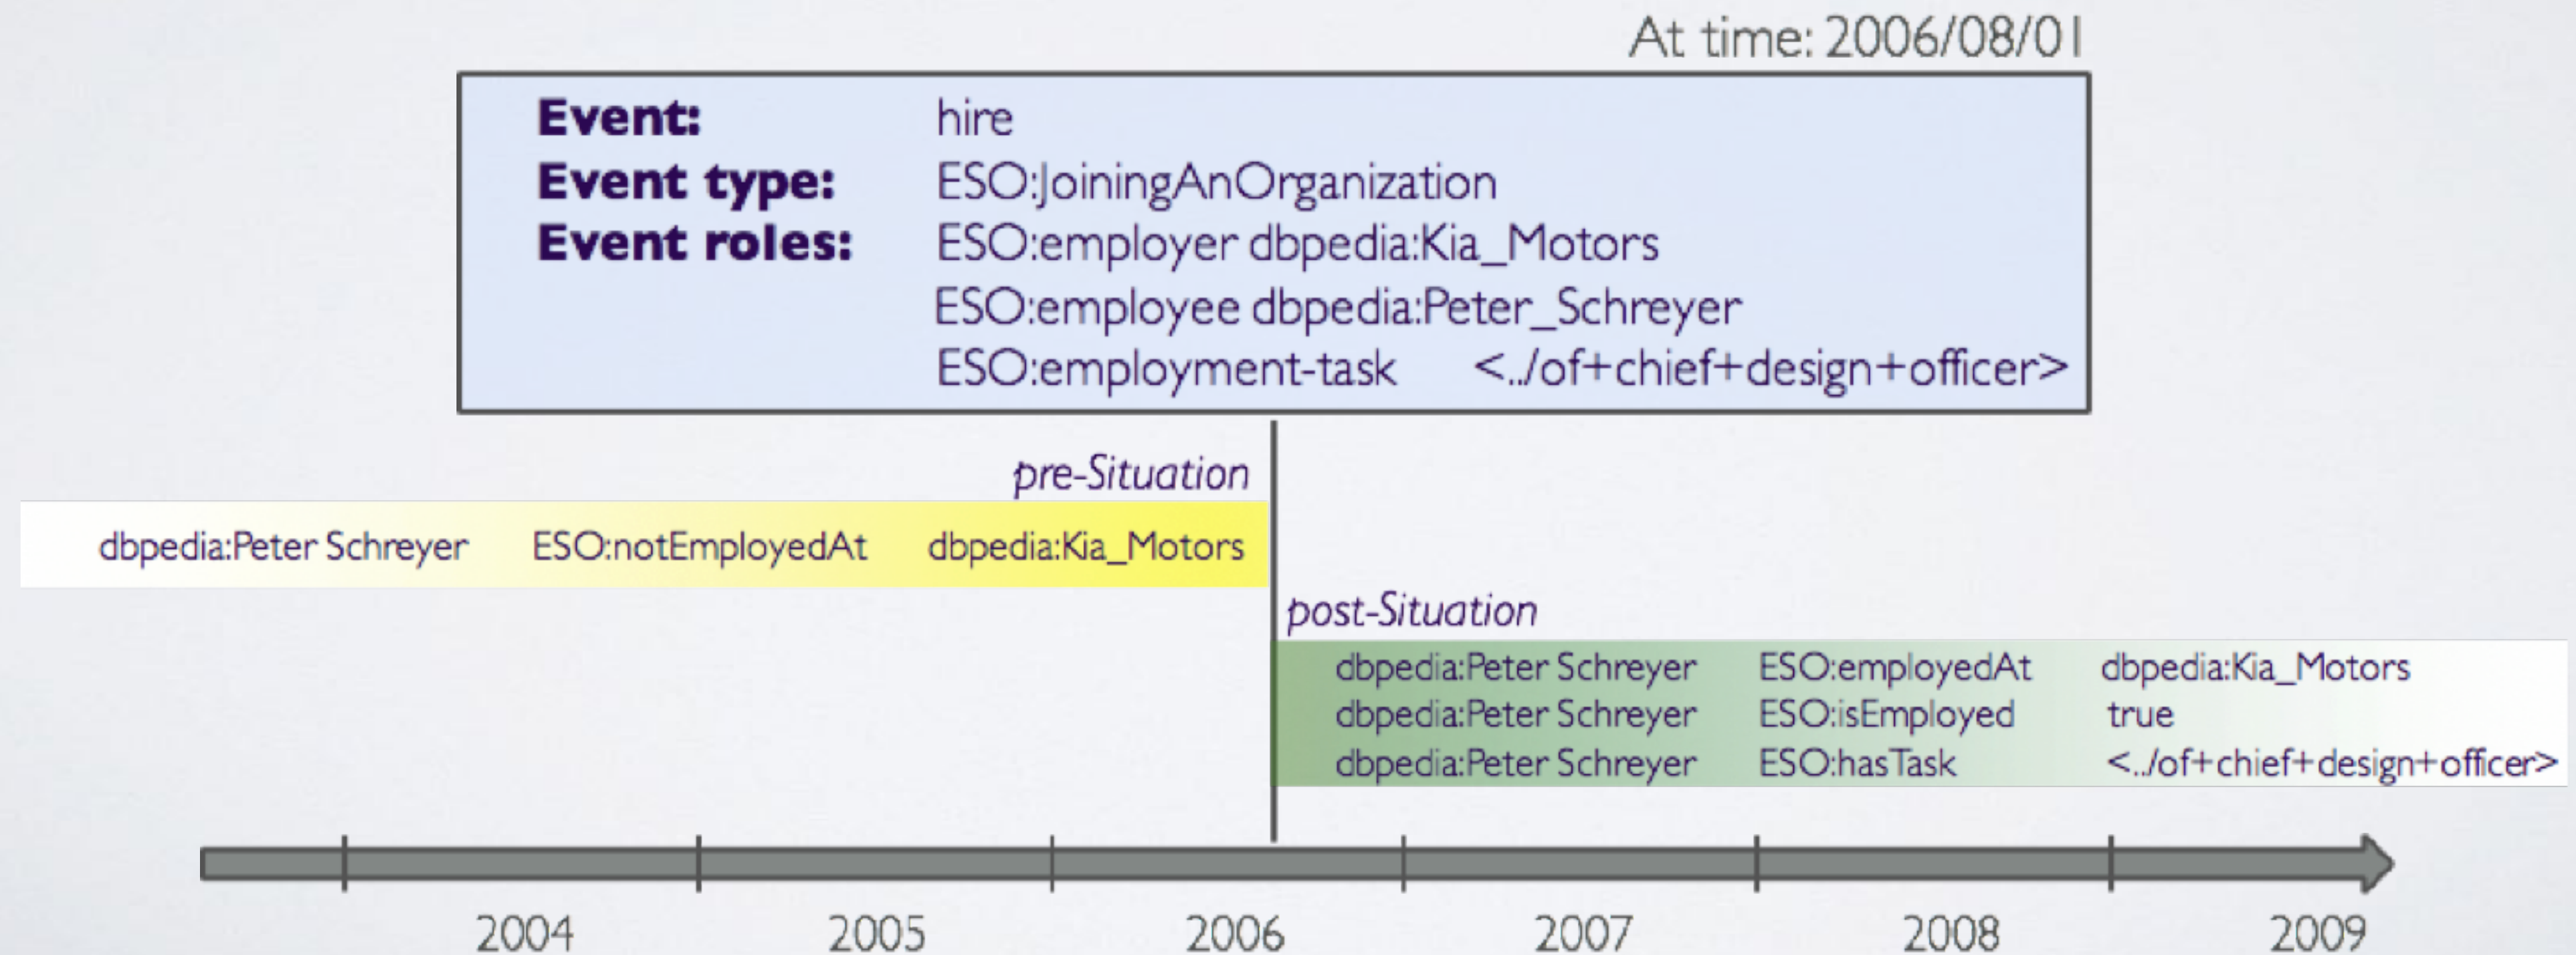 At time: 2006/08/01
Event: hire
Event type: ESO:JoiningAnOrganization
Event roles: ESO:employer dbpedia:Kia_Motors
ESO:employee dbpedia:Peter_Schreyer
ESO:employment-task <../of+chief+design+officer>
pre-Situation
dbpedia:Peter Schreyer ESO:notEmployedAt dbpedia:Kia_Motors
post-Situation
dbpedia:Peter Schreyer ESO:employedAt dbpedia:Kia_Motors
dbpedia:Peter Schreyer ESO:isEmployed true
dbpedia:Peter Schreyer ESO:hasTask <../of+chief+design+officer>
2004 2005 2006 2007 2008 2009